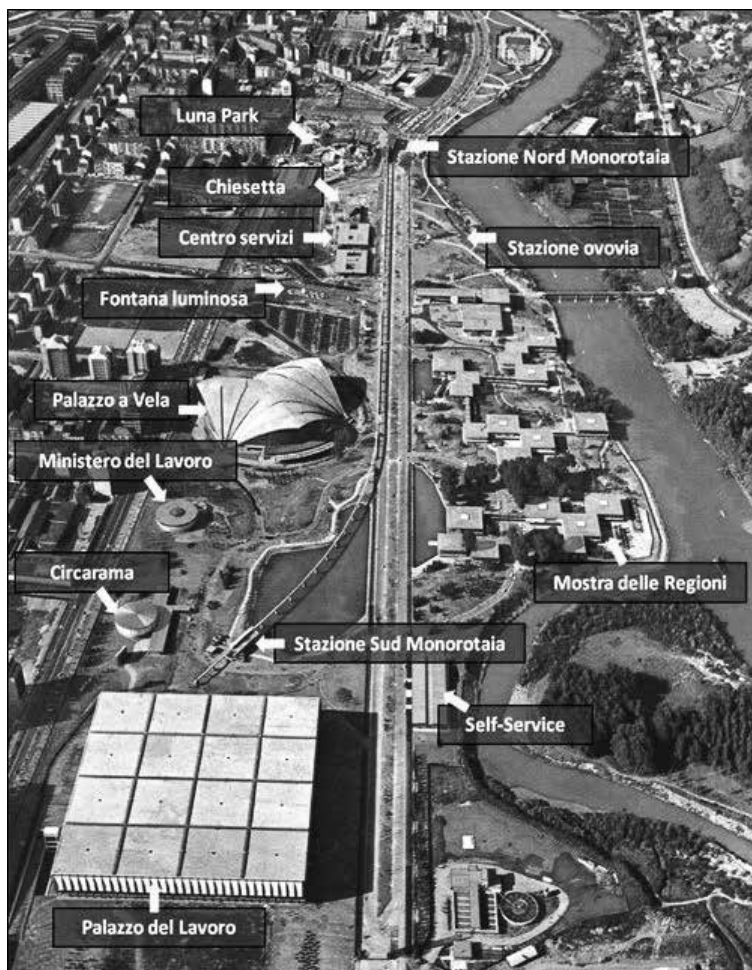 Luna Park
Stazione Nord Monorotaia
Chiesetta
Centro servizi
Stazione ovovia
Fontana luminosa
Palazzo a Vela
Ministero del Lavoro
Circarama
Mostra delle Regioni
Stazione Sud Monorotaia
Self-Service
Palazzo del Lavoro